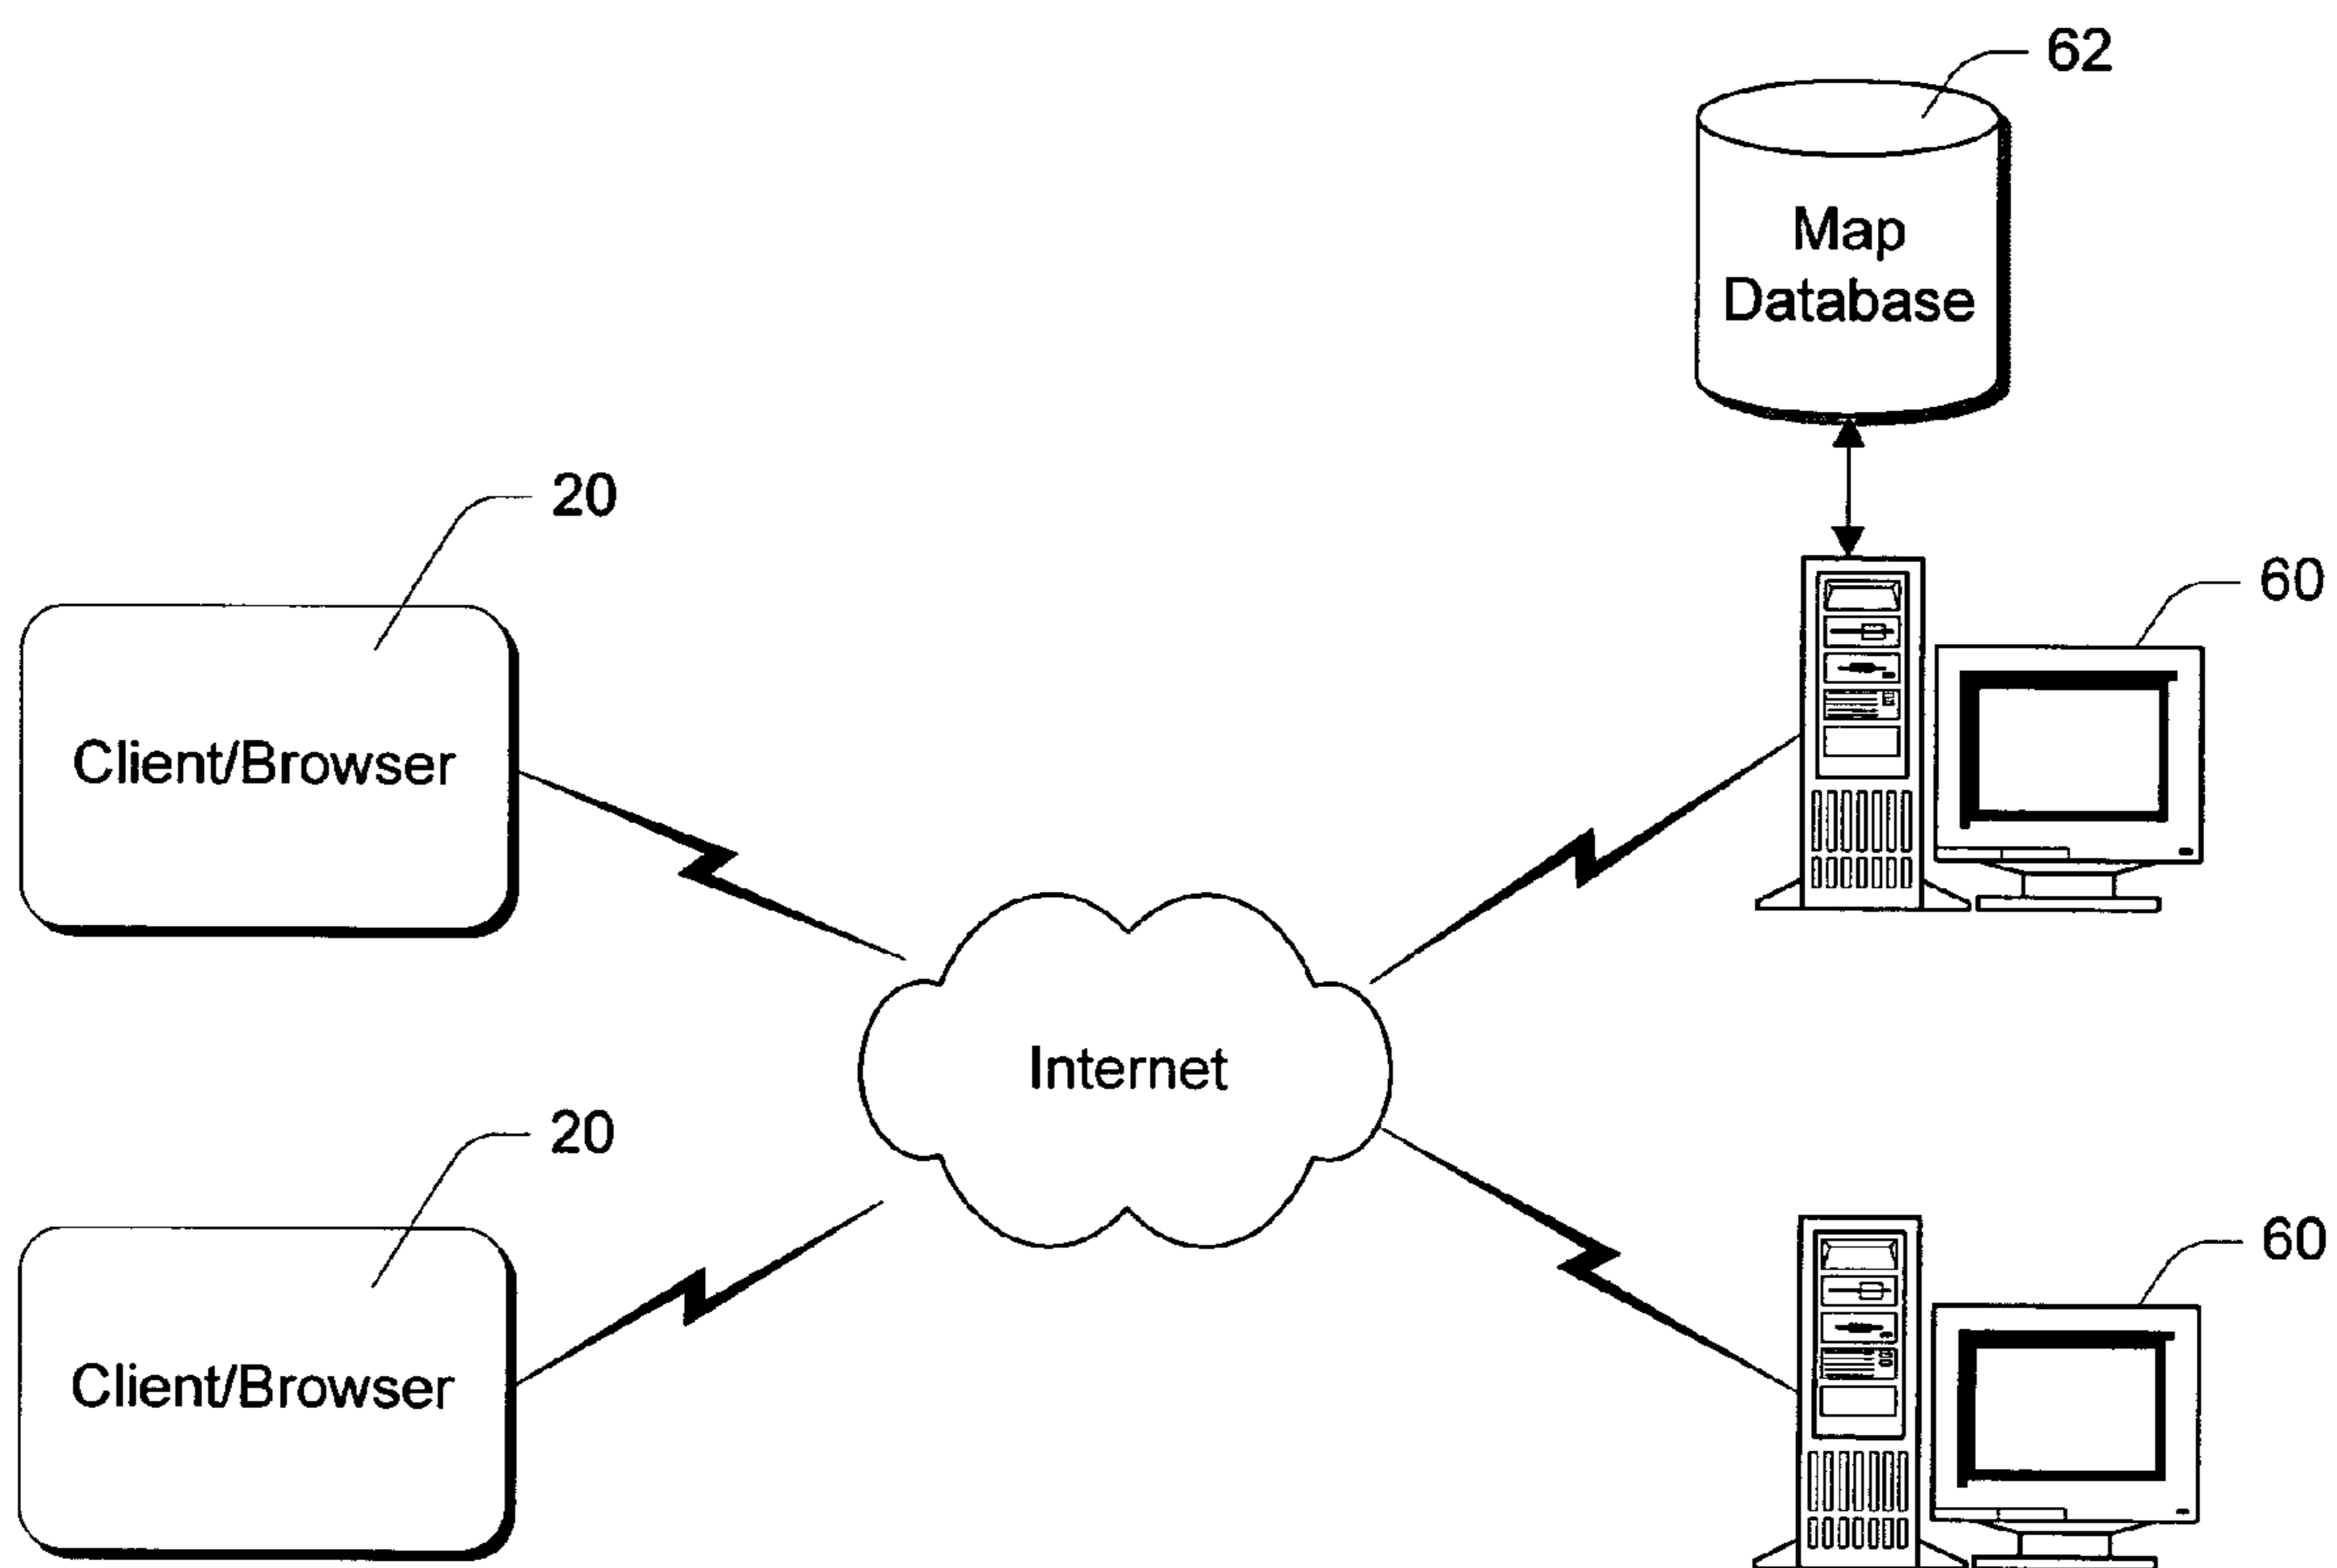 62
Map
Database
20
60
Client/Browser
Internet
20
60
Client/Browser